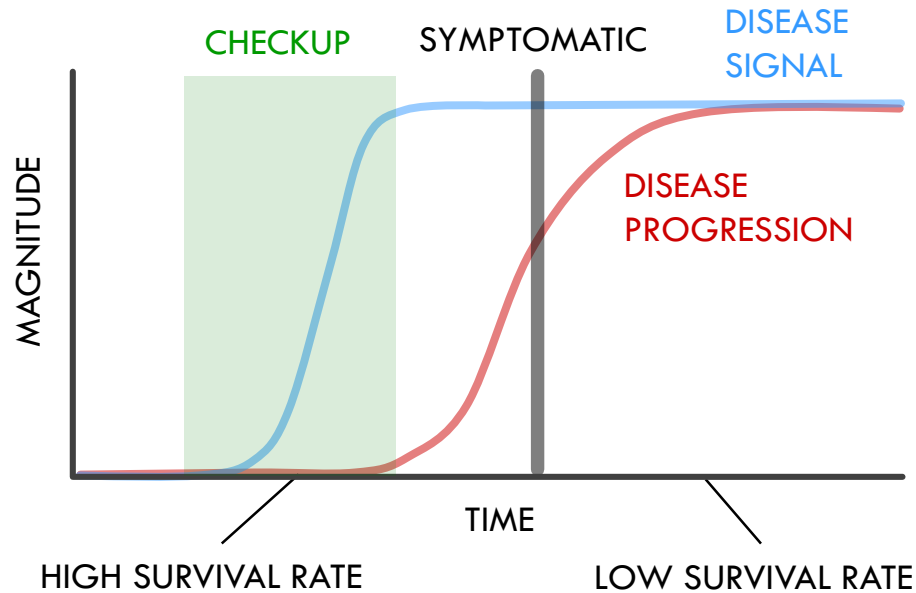 CHECKUP
SYMPTOMATIC
DISEASE
SIGNAL
MAGNITUDE
DISEASE
PROGRESSION
TIME
HIGH SURVIVAL RATE
LOW SURVIVAL RATE